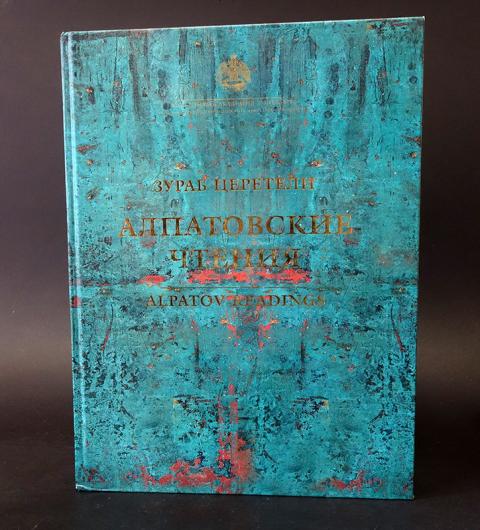 ЗУРАБ ЦЕРЕТЕЛИ
АЛПАТОВСКИЕ
ЧТЕНИЯ
ALPATOV READINGS